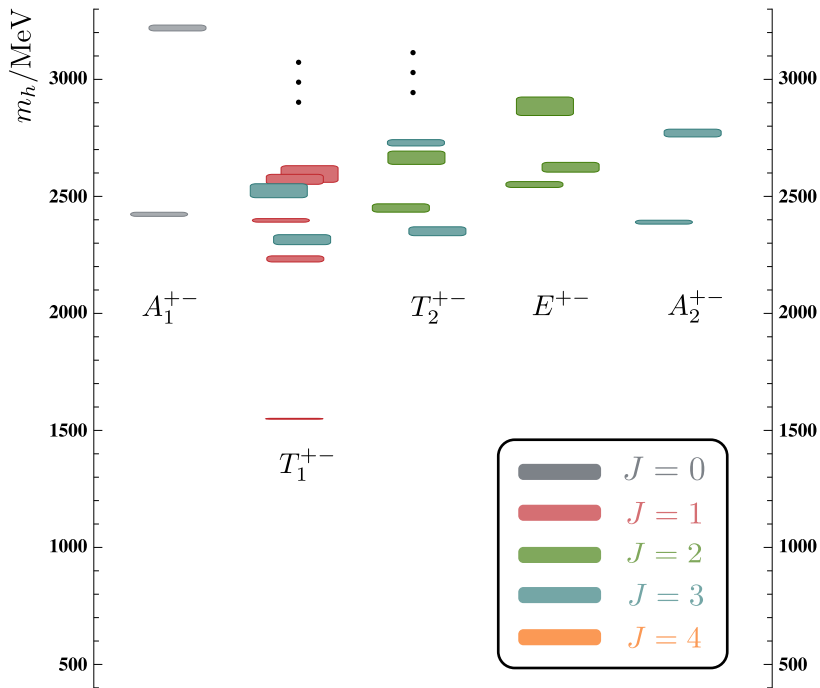 m_h/MeV
3000 3000
2500 2500
A_1^{+-} T_2^{+-} E^{+-} A_2^{+-}
2000 2000
1500 1500
T_1^{+-}
J = 0
J = 1
1000 1000
J = 2
J = 3
J = 4
500 500